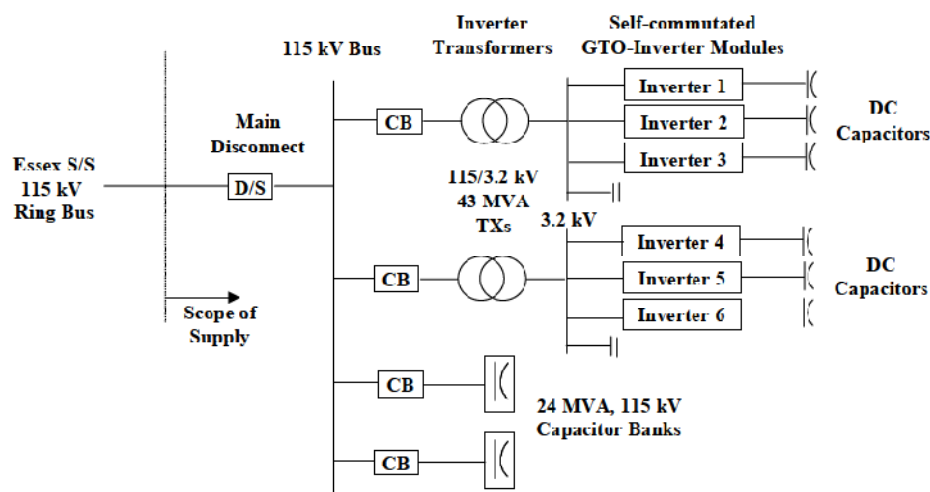 Inverter
Transformers
Self-commutated
GTO-Inverter Modules
115 kV Bus
Inverter 1
CB
Inverter 2
DC
Capacitors
Main
Disconnect
Inverter 3
Essex S/S
115 kV
Ring Bus
D/S
115/3.2 kV
43 MVA
TXs
3.2 kV
Inverter 4
CB
Inverter 5
DC
Capacitors
Scope of
Supply
Inverter 6
CB
24 MVA, 115 kV
Capacitor Banks
CB